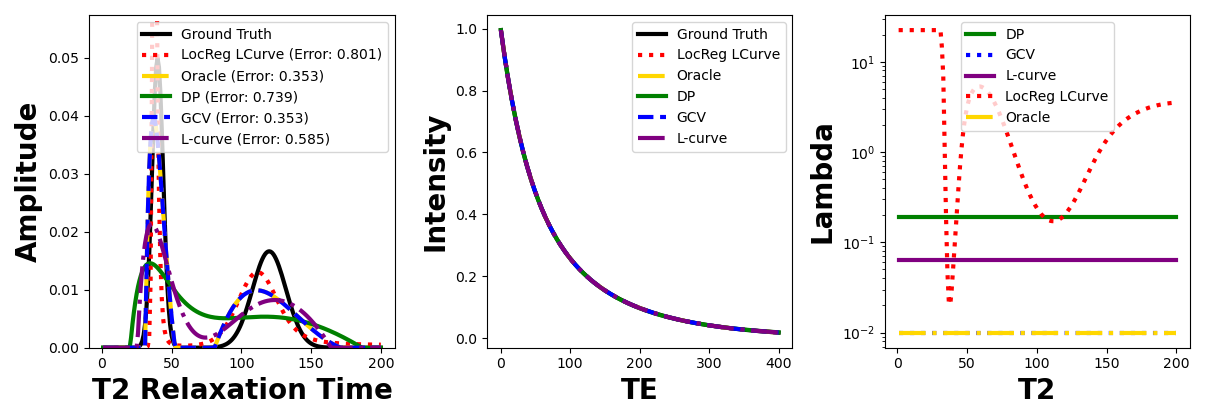 Amplitude
0.05
0.04
0.03
0.02
0.01
0.00
Ground Truth
LocReg LCurve (Error: 0.801)
Oracle (Error: 0.353)
DP (Error: 0.739)
GCV (Error: 0.353)
L-curve (Error: 0.585)
0 50 100 150 200
T2 Relaxation Time
Intensity
1.0
0.8
0.6
0.4
0.2
0.0
Ground Truth
LocReg LCurve
Oracle
DP
GCV
L-curve
0 100 200 300 400
TE
Lambda
10¹
10⁰
10⁻¹
10⁻²
DP
GCV
L-curve
LocReg LCurve
Oracle
0 50 100 150 200
T2